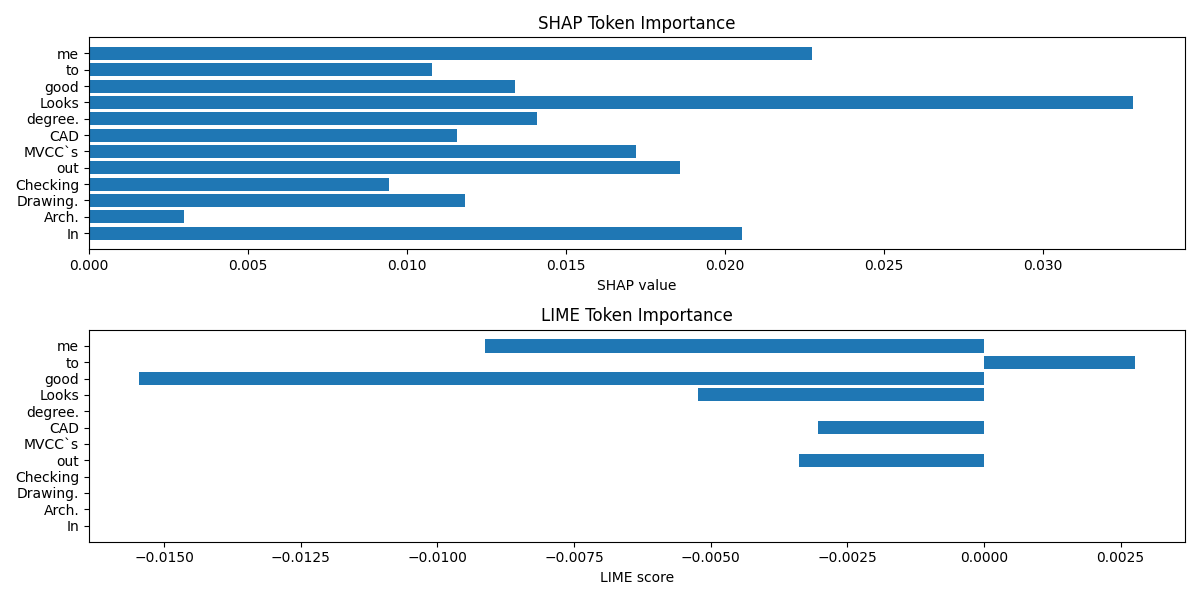 SHAP Token Importance
me
to
good
Looks
degree.
CAD
MVCC`s
out
Checking
Drawing.
Arch.
In
0.000 0.005 0.010 0.015 0.020 0.025 0.030
SHAP value
LIME Token Importance
me
to
good
Looks
degree.
CAD
MVCC`s
out
Checking
Drawing.
Arch.
In
−0.0150 −0.0125 −0.0100 −0.0075 −0.0050 −0.0025 0.0000 0.0025
LIME score